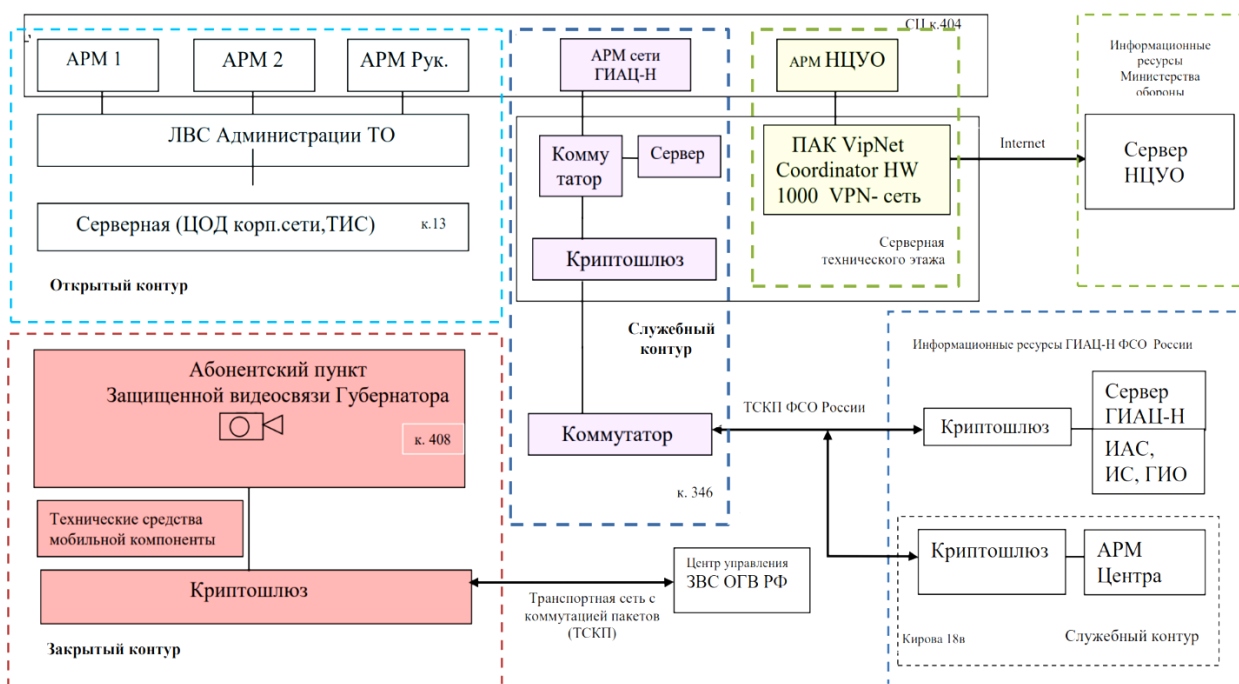 СЦ к.404
АРМ 1
АРМ 2
АРМ Рук.
ЛВС Администрации ТО
Серверная (ЦОД корп.сети,ТИС)
к.13
Открытый контур
АРМ сети
ГИАЦ-Н
Комму
татор
Сервер
Криптошлюз
Служебный
контур
Коммутатор
к. 346
АРМ НЦУО
ПАК VipNet
Coordinator HW
1000 VPN- сеть
Серверная
технического этажа
Internet
Информационные
ресурсы
Министерства
обороны
Сервер
НЦУО
Абонентский пункт
Защищенной видеосвязи Губернатора
к. 408
Технические средства
мобильной компоненты
Криптошлюз
Закрытый контур
Транспортная сеть с
коммутацией пакетов
(ТСКП)
Центр управления
ЗВС ОГВ РФ
ТСКП ФСО России
Информационные ресурсы ГИАЦ-Н ФСО России
Криптошлюз
Сервер
ГИАЦ-Н
ИАС,
ИС, ГИО
Криптошлюз
АРМ
Центра
Кирова 18в
Служебный контур